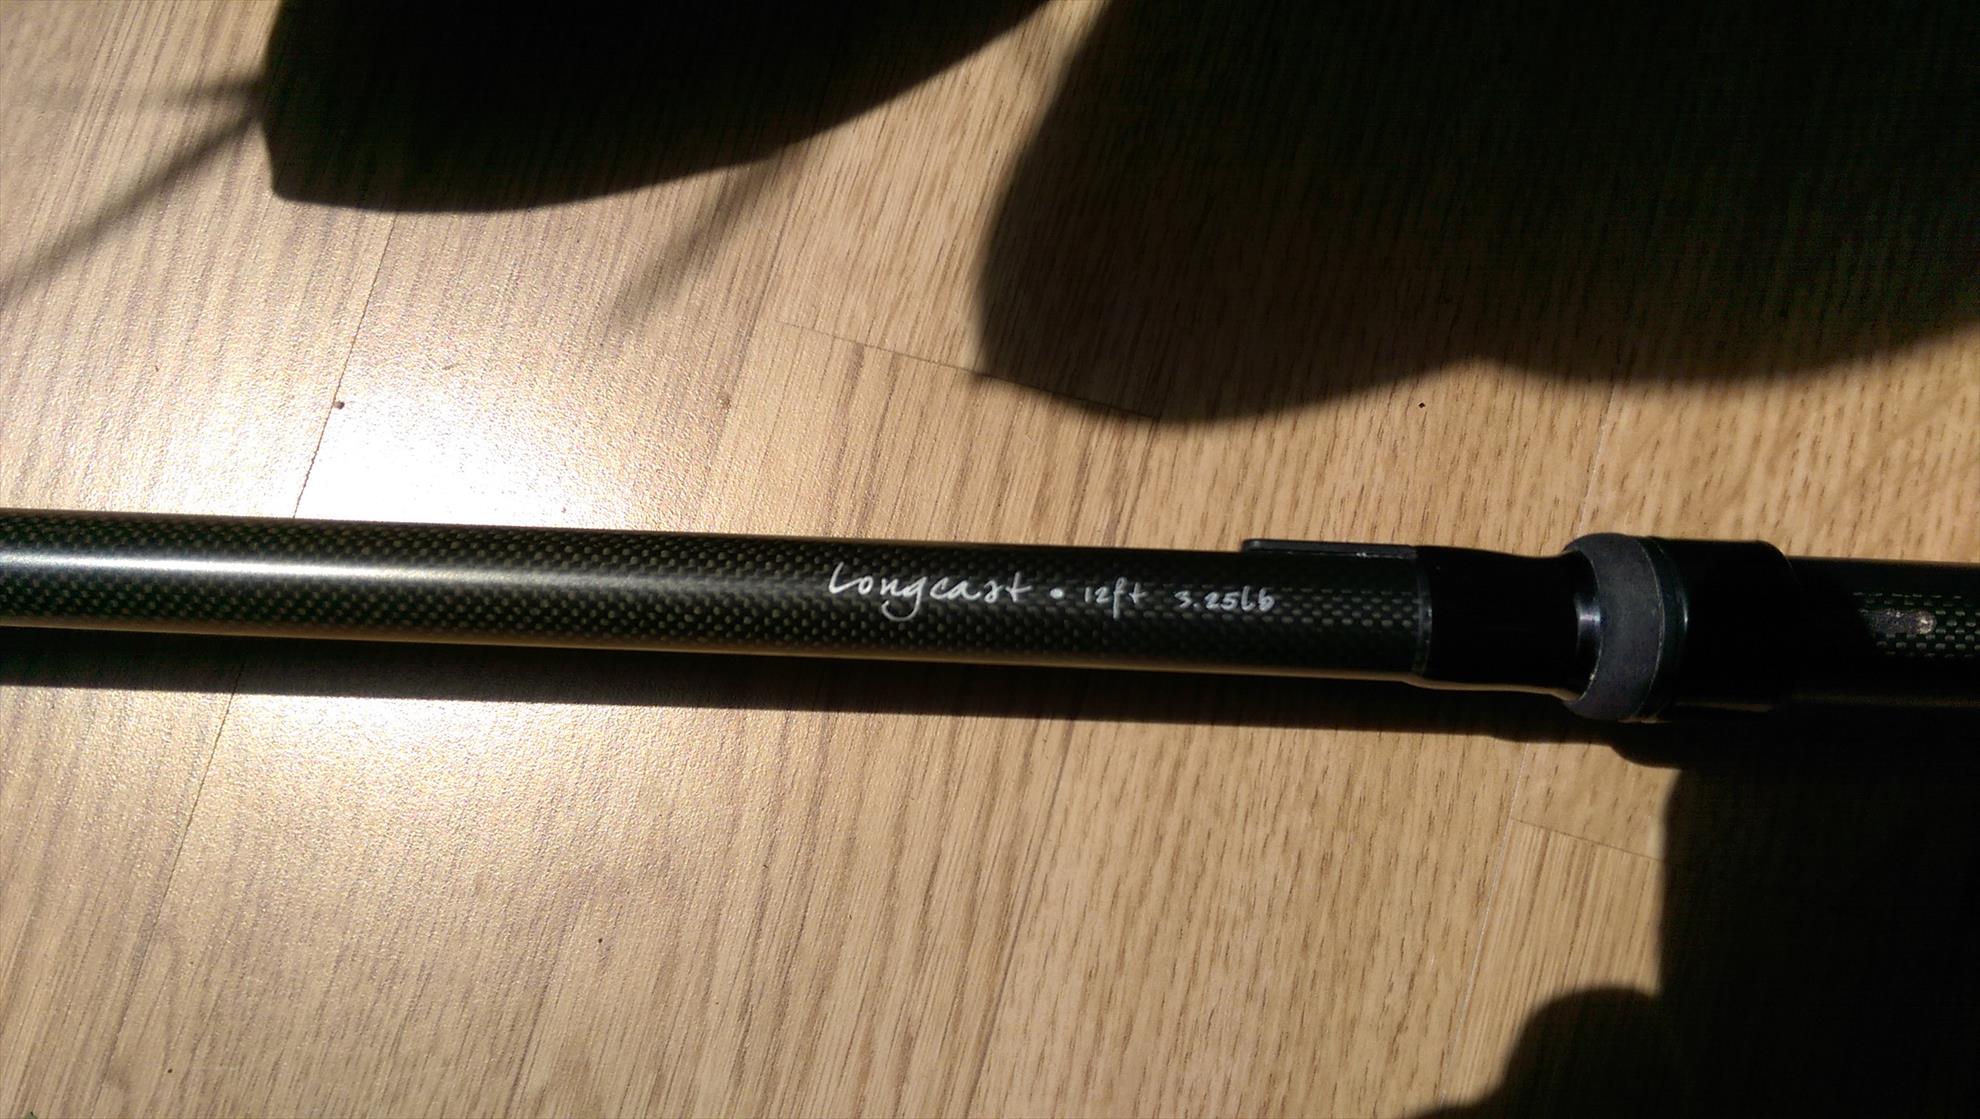 Longcast • 12ft 3.25lb